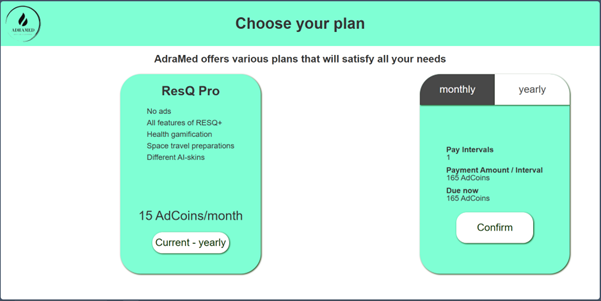 ADRAMED
Choose your plan
AdraMed offers various plans that will satisfy all your needs
ResQ Pro
No ads
All features of RESQ+
Health gamification
Space travel preparations
Different AI-skins
15 AdCoins/month
Current - yearly
monthly
yearly
Pay Intervals
1
Payment Amount / Interval
165 AdCoins
Due now
165 AdCoins
Confirm